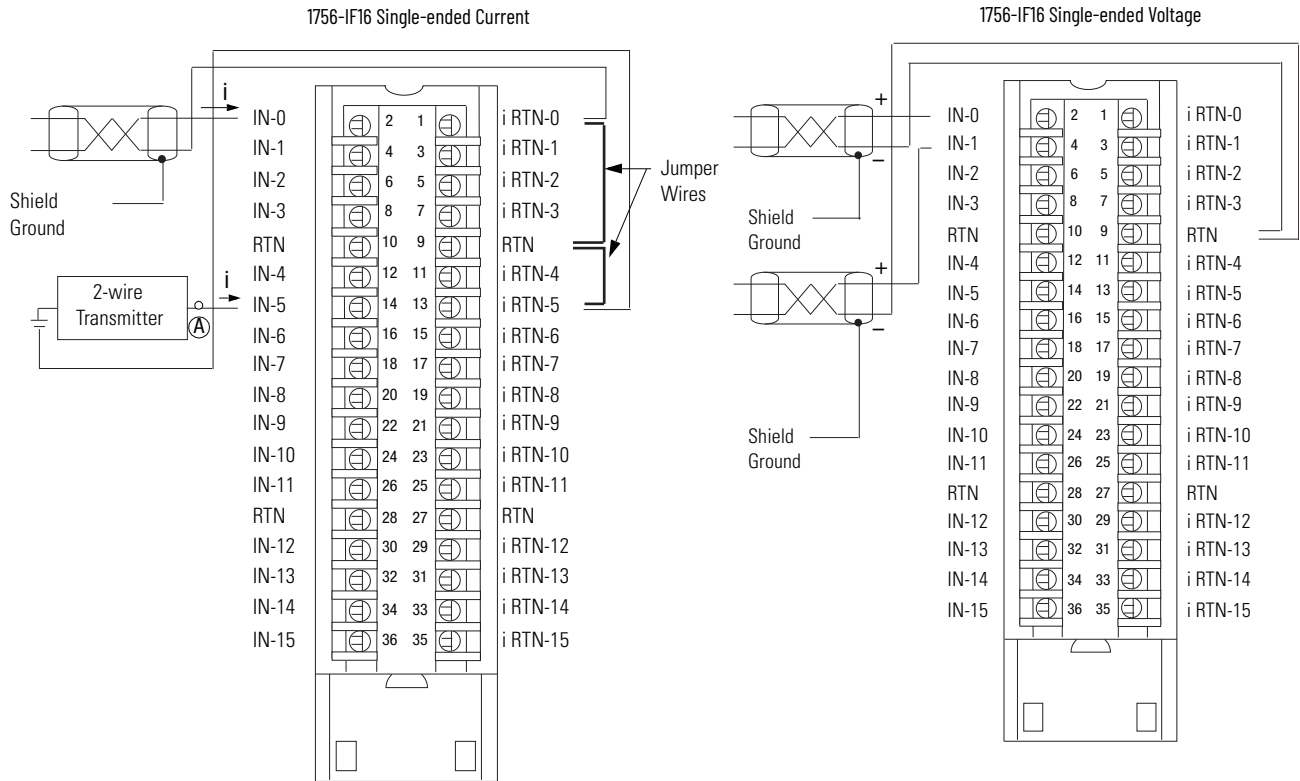 1756-IF16 Single-ended Current
i
IN-0 2 1 i RTN-0
IN-1 4 3 i RTN-1
IN-2 6 5 i RTN-2
IN-3 8 7 i RTN-3
RTN 10 9 RTN
IN-4 12 11 i RTN-4
IN-5 14 13 i RTN-5
IN-6 16 15 i RTN-6
IN-7 18 17 i RTN-7
IN-8 20 19 i RTN-8
IN-9 22 21 i RTN-9
IN-10 24 23 i RTN-10
IN-11 26 25 i RTN-11
RTN 28 27 RTN
IN-12 30 29 i RTN-12
IN-13 32 31 i RTN-13
IN-14 34 33 i RTN-14
IN-15 36 35 i RTN-15
Shield
Ground
2-wire
Transmitter
i
A
Jumper
Wires
1756-IF16 Single-ended Voltage
+
−
Shield
Ground
+
−
Shield
Ground
IN-0 2 1 i RTN-0
IN-1 4 3 i RTN-1
IN-2 6 5 i RTN-2
IN-3 8 7 i RTN-3
RTN 10 9 RTN
IN-4 12 11 i RTN-4
IN-5 14 13 i RTN-5
IN-6 16 15 i RTN-6
IN-7 18 17 i RTN-7
IN-8 20 19 i RTN-8
IN-9 22 21 i RTN-9
IN-10 24 23 i RTN-10
IN-11 26 25 i RTN-11
RTN 28 27 RTN
IN-12 30 29 i RTN-12
IN-13 32 31 i RTN-13
IN-14 34 33 i RTN-14
IN-15 36 35 i RTN-15